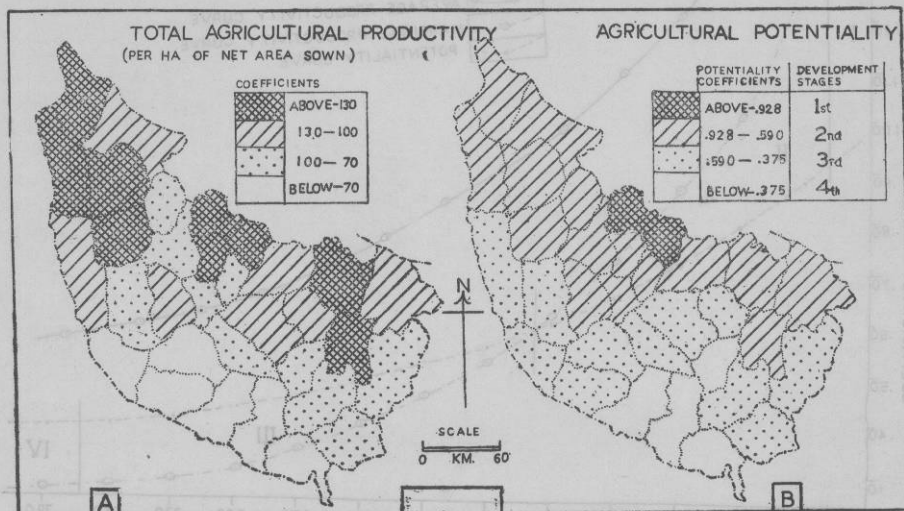 TOTAL AGRICULTURAL PRODUCTIVITY
(PER HA OF NET AREA SOWN)
COEFFICIENTS
ABOVE-130
130-100
100-70
BELOW-70
A
AGRICULTURAL POTENTIALITY
POTENTIALITY COEFFICIENTS
DEVELOPMENT STAGES
ABOVE-.928 1st
.928-.590 2nd
.590-.375 3rd
BELOW-.375 4th
N
SCALE
0 KM. 60
B